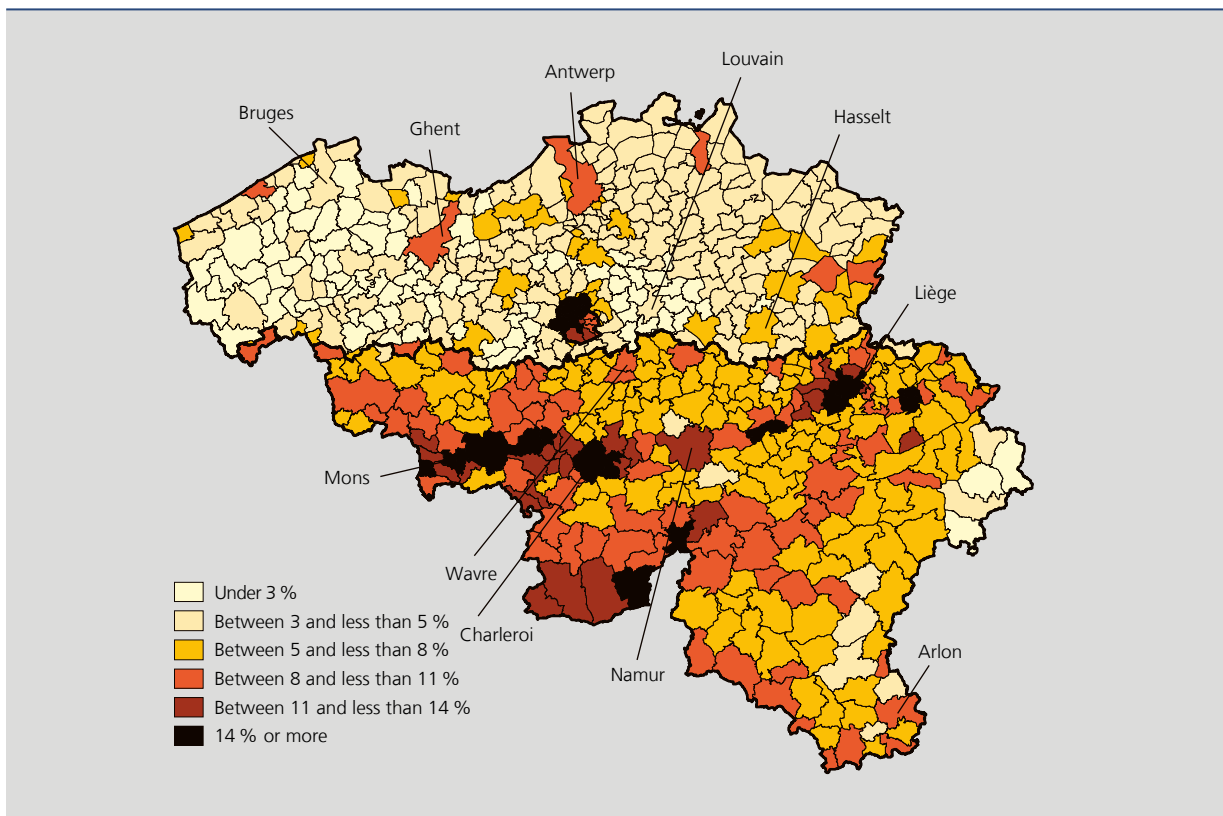 Louvain
Antwerp
Bruges
Hasselt
Ghent
Liège
Mons
Wavre
Charleroi
Namur
Arlon
Under 3 %
Between 3 and less than 5 %
Between 5 and less than 8 %
Between 8 and less than 11 %
Between 11 and less than 14 %
14 % or more